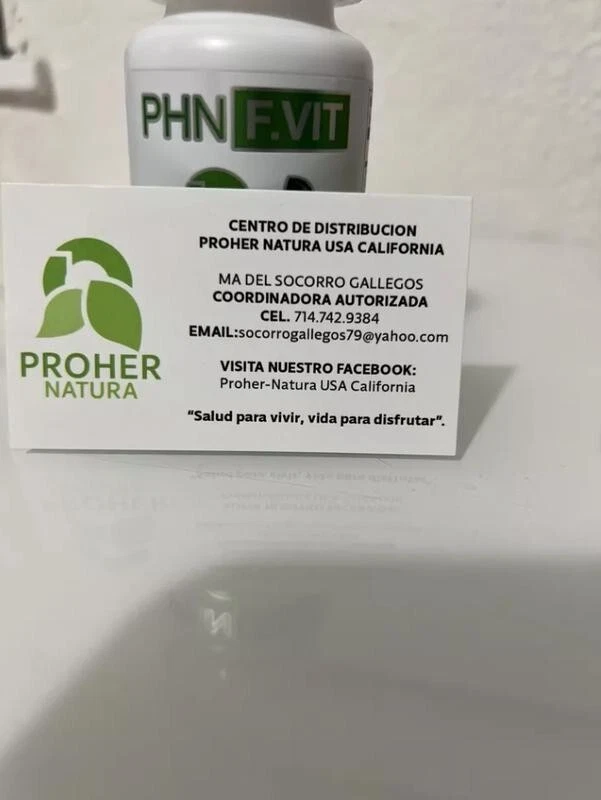 PHN F.VIT
PROHER
NATURA
CENTRO DE DISTRIBUCION
PROHER NATURA USA CALIFORNIA
MA DEL SOCORRO GALLEGOS
COORDINADORA AUTORIZADA
CEL. 714.742.9384
EMAIL:socorrogallegos79@yahoo.com
VISITA NUESTRO FACEBOOK:
Proher-Natura USA California
“Salud para vivir, vida para disfrutar”.